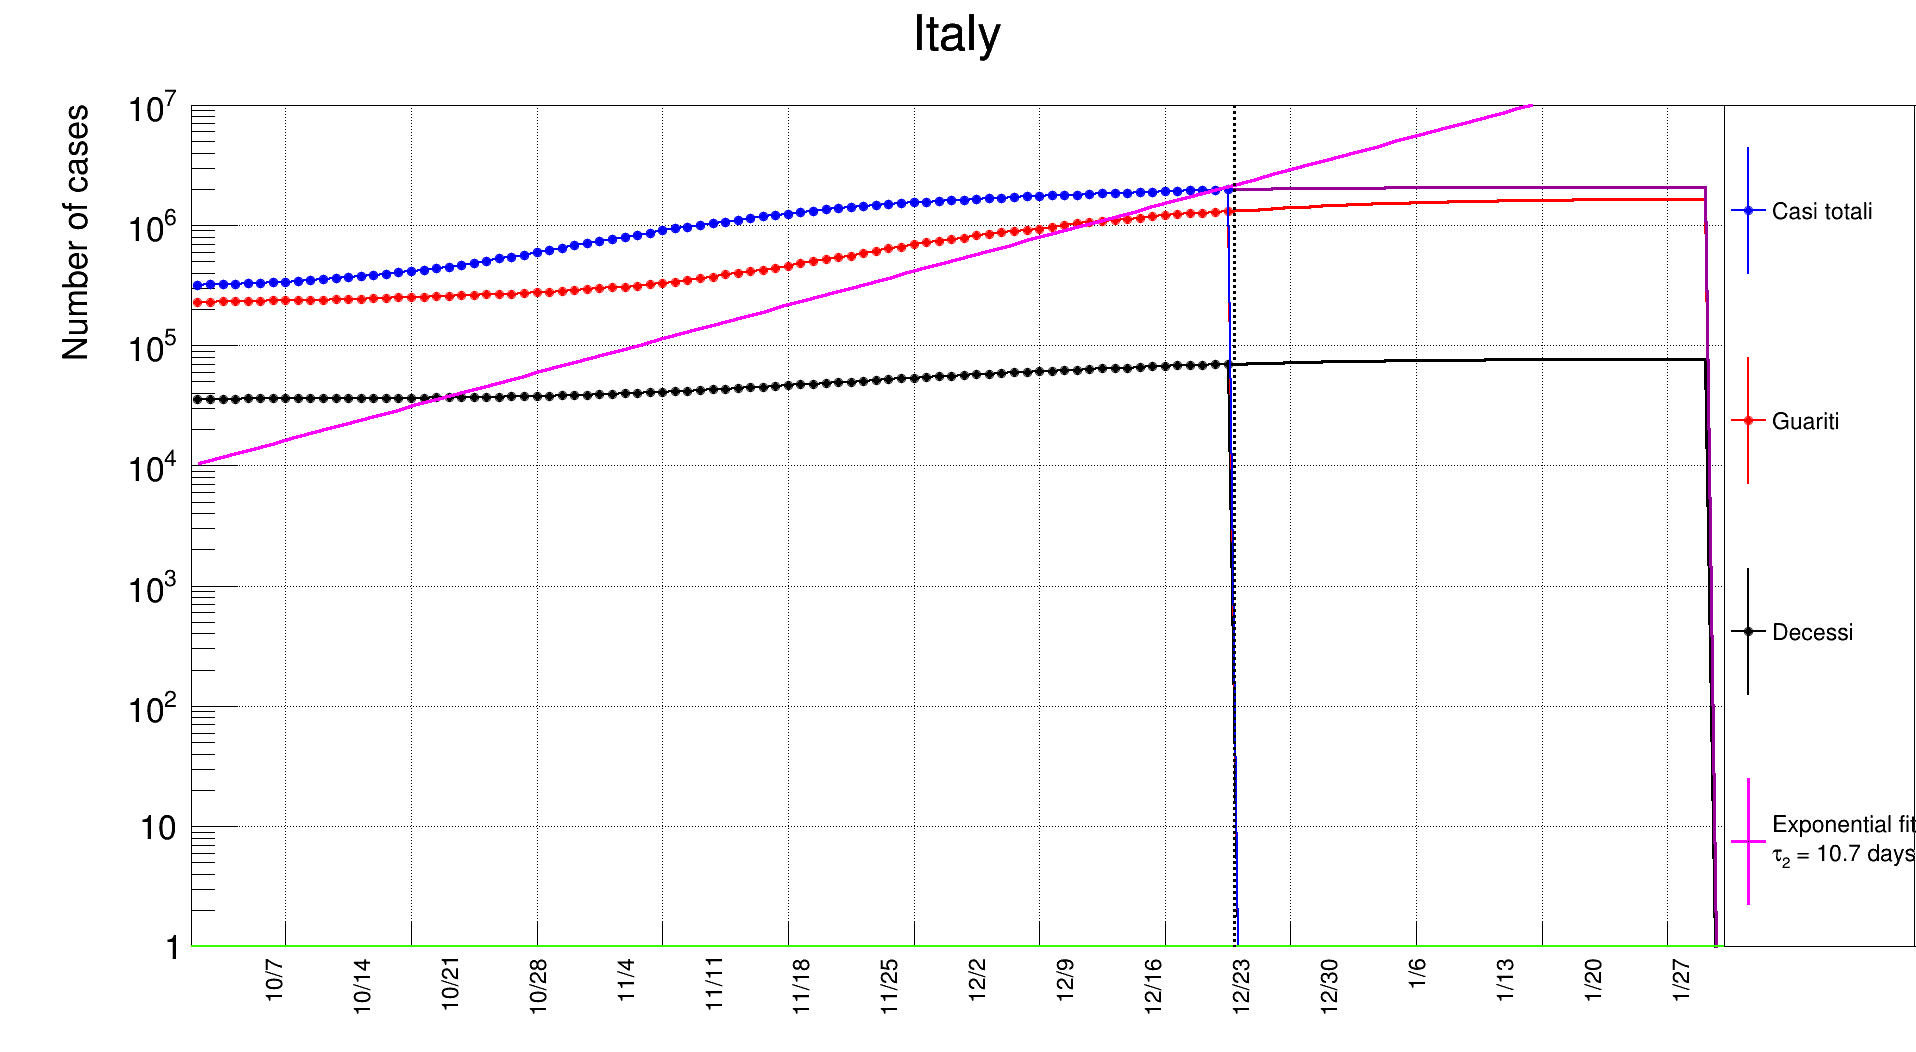 Italy
Number of cases
10^7
10^6
10^5
10^4
10^3
10^2
10
1
10/7 10/14 10/21 10/28 11/4 11/11 11/18 11/25 12/2 12/9 12/16 12/23 12/30 1/6 1/13 1/20 1/27
Casi totali
Guariti
Decessi
Exponential fit
τ₂ = 10.7 days